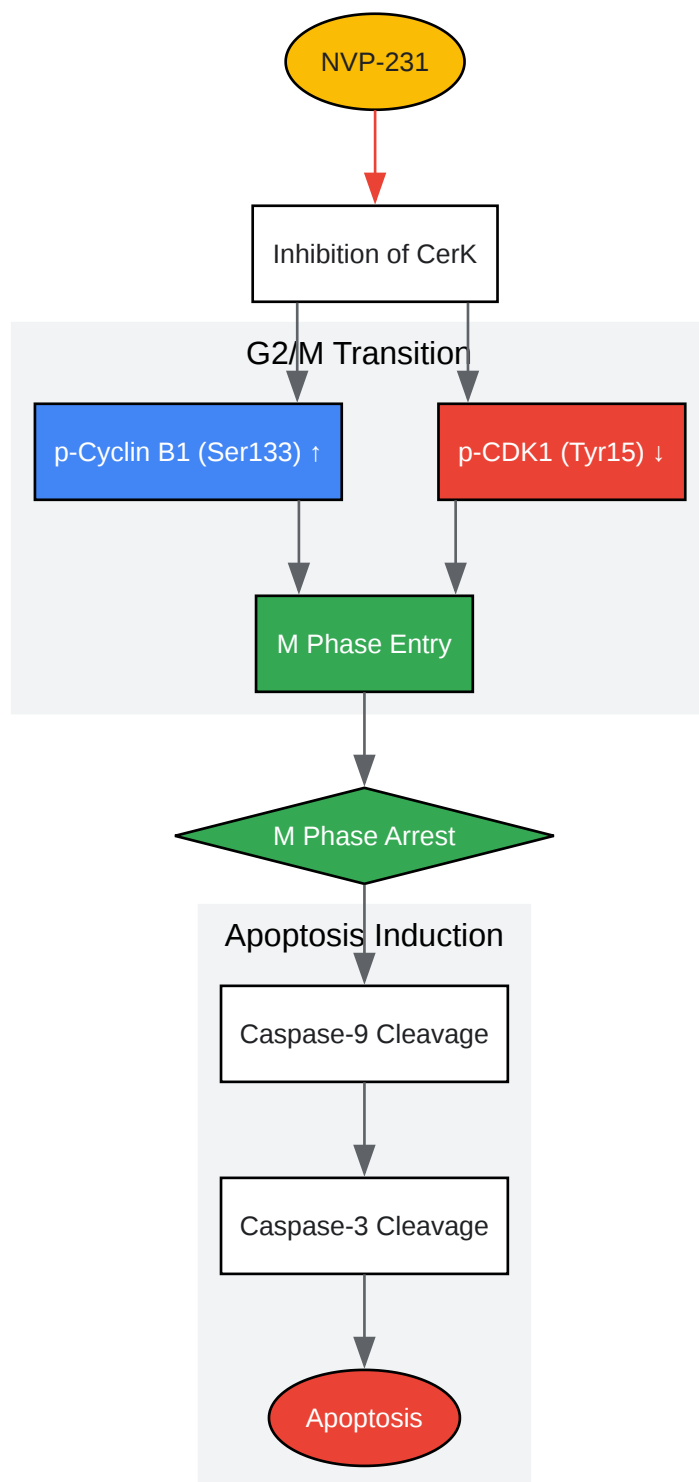 NVP-231
Inhibition of CerK
G2/M Transition
p-Cyclin B1 (Ser133) ↑
p-CDK1 (Tyr15) ↓
M Phase Entry
M Phase Arrest
Apoptosis Induction
Caspase-9 Cleavage
Caspase-3 Cleavage
Apoptosis